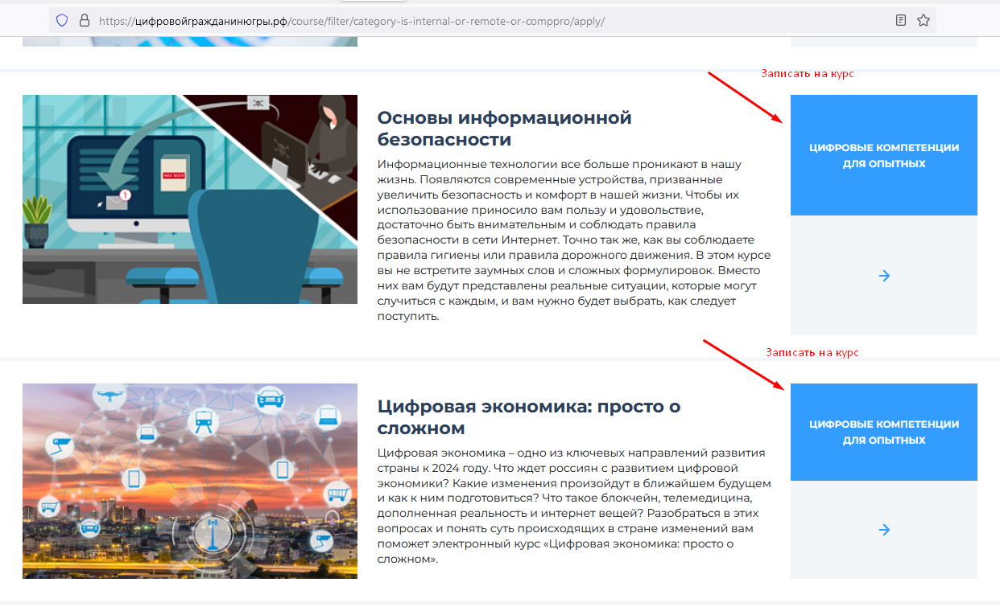 https://цифровойгражданинюгры.рф/course/filter/category-is-internal-or-remote-or-comppro/apply/
Записать на курс
Основы информационной
безопасности
Информационные технологии все больше проникают в нашу
жизнь. Появляются современные устройства, призванные
увеличить безопасность и комфорт в нашей жизни. Чтобы их
использование приносило вам пользу и удовольствие,
достаточно быть внимательным и соблюдать правила
безопасности в сети Интернет. Точно так же, как вы соблюдаете
правила гигиены или правила дорожного движения. В этом курсе
вы не встретите заумных слов и сложных формулировок. Вместо
них вам будут представлены реальные ситуации, которые могут
случиться с каждым, и вам нужно будет выбрать, как следует
поступить.
ЦИФРОВЫЕ КОМПЕТЕНЦИИ
ДЛЯ ОПЫТНЫХ
1
Записать на курс
Цифровая экономика: просто о
сложном
Цифровая экономика – одно из ключевых направлений развития
страны к 2024 году. Что ждет россиян с развитием цифровой
экономики? Какие изменения произойдут в ближайшем будущем
и как к ним подготовиться? Что такое блокчейн, телемедицина,
дополненная реальность и интернет вещей? Разобраться в этих
вопросах и понять суть происходящих в стране изменений вам
поможет электронный курс «Цифровая экономика: просто о
сложном».
ЦИФРОВЫЕ КОМПЕТЕНЦИИ
ДЛЯ ОПЫТНЫХ